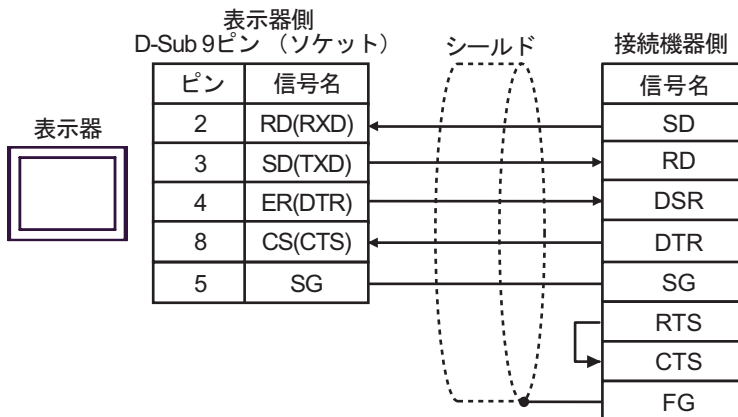 表示器側
D-Sub 9ピン (ソケット)
シールド
接続機器側
ピン 信号名
信号名
表示器
2 RD(RXD) SD
3 SD(TXD) RD
4 ER(DTR) DSR
8 CS(CTS) DTR
5 SG SG
RTS
CTS
FG